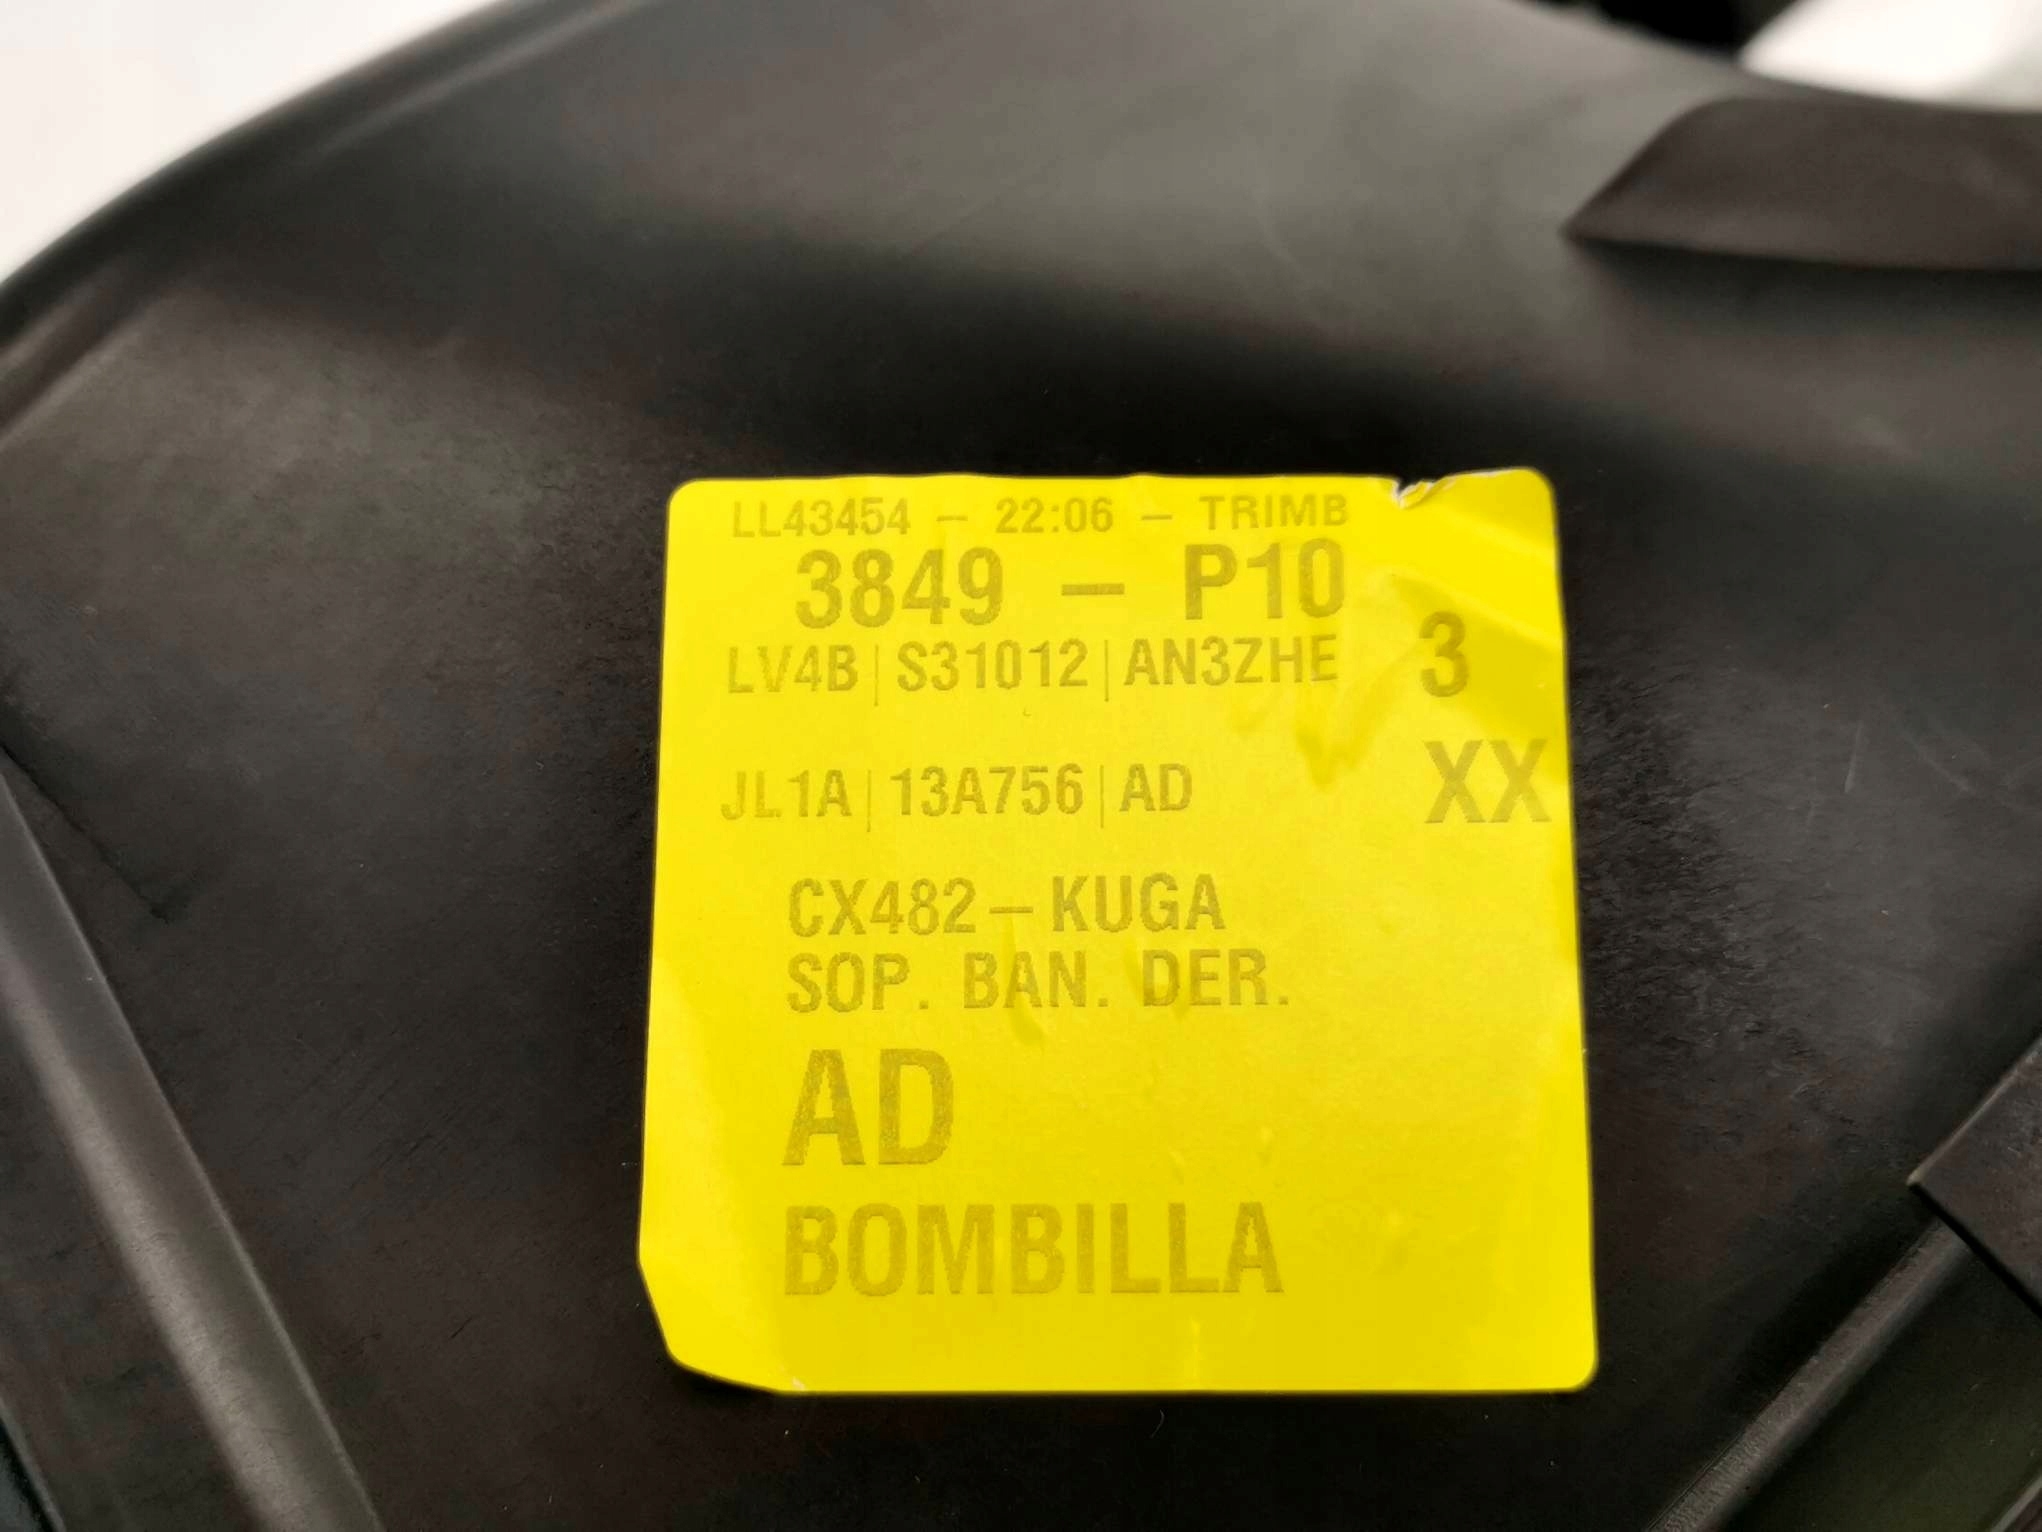 LL43454 - 22:06 - TRIMB
3849 - P10
LV4B|S31012|AN3ZHE 3
JL1A|13A756|AD XX
CX482-KUGA
SOP. BAN. DER.
AD
BOMBILLA